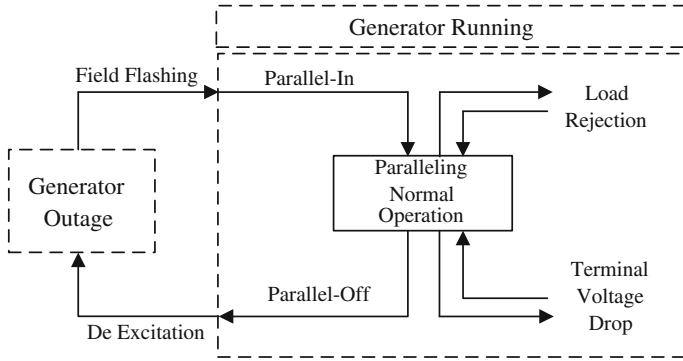 Generator Running
Field Flashing
Parallel-In
Load
Rejection
Generator
Outage
Paralleling
Normal
Operation
Terminal
Voltage
Drop
Parallel-Off
De Excitation